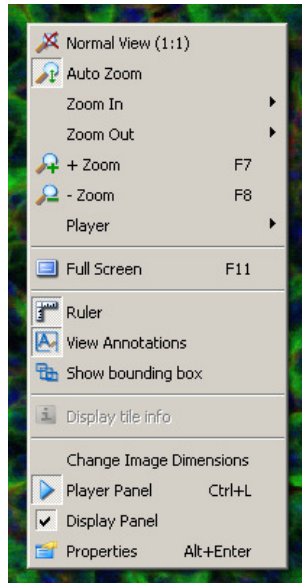 Normal View (1:1)
Auto Zoom
Zoom In
Zoom Out
+ Zoom F7
- Zoom F8
Player
Full Screen F11
Ruler
View Annotations
Show bounding box
Display tile info
Change Image Dimensions
Player Panel Ctrl+L
Display Panel
Properties Alt+Enter